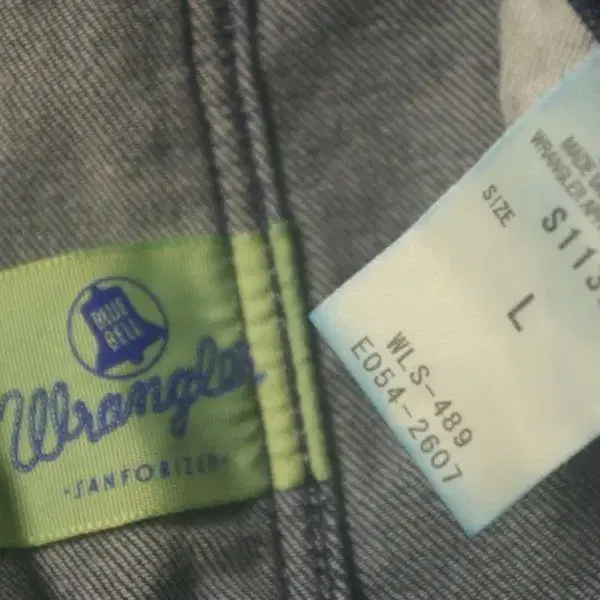 BLUE
BELL
Wrangler
·SANFORIZED·
MADE
WRANGLER
SIZE
S113
L
WLS-489
E054-2607